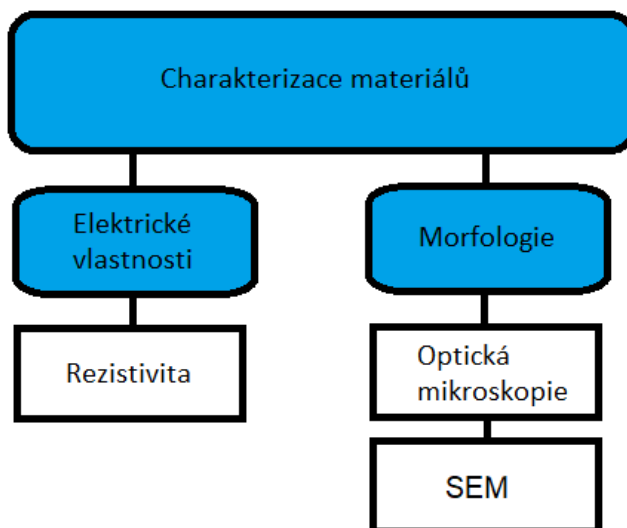 Charakterizace materiálů
Elektrické
vlastnosti
Morfologie
Rezistivita
Optická
mikroskopie
SEM